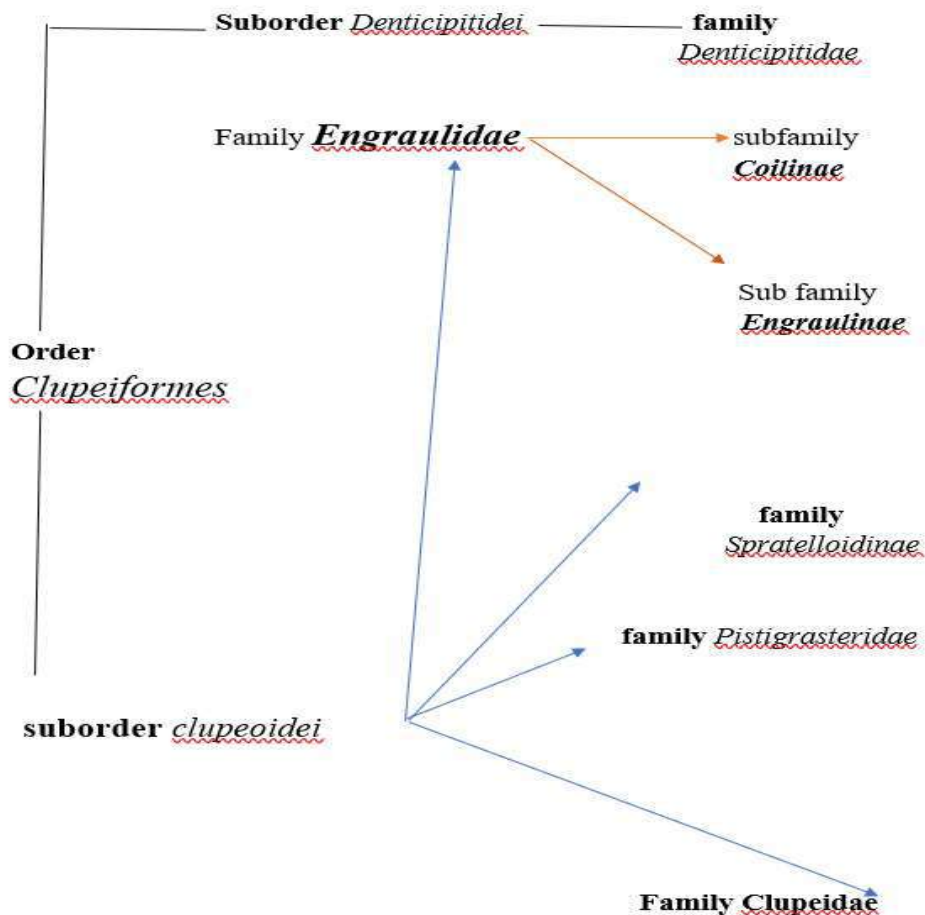 Suborder Denticipitidei
family
Denticipitidae
Family Engraulidae
subfamily
Coilinae
Sub family
Engraulinae
Order
Clupeiformes
family
Spratelloidinae
family Pistigrasteridae
suborder clupeoidei
Family Clupeidae